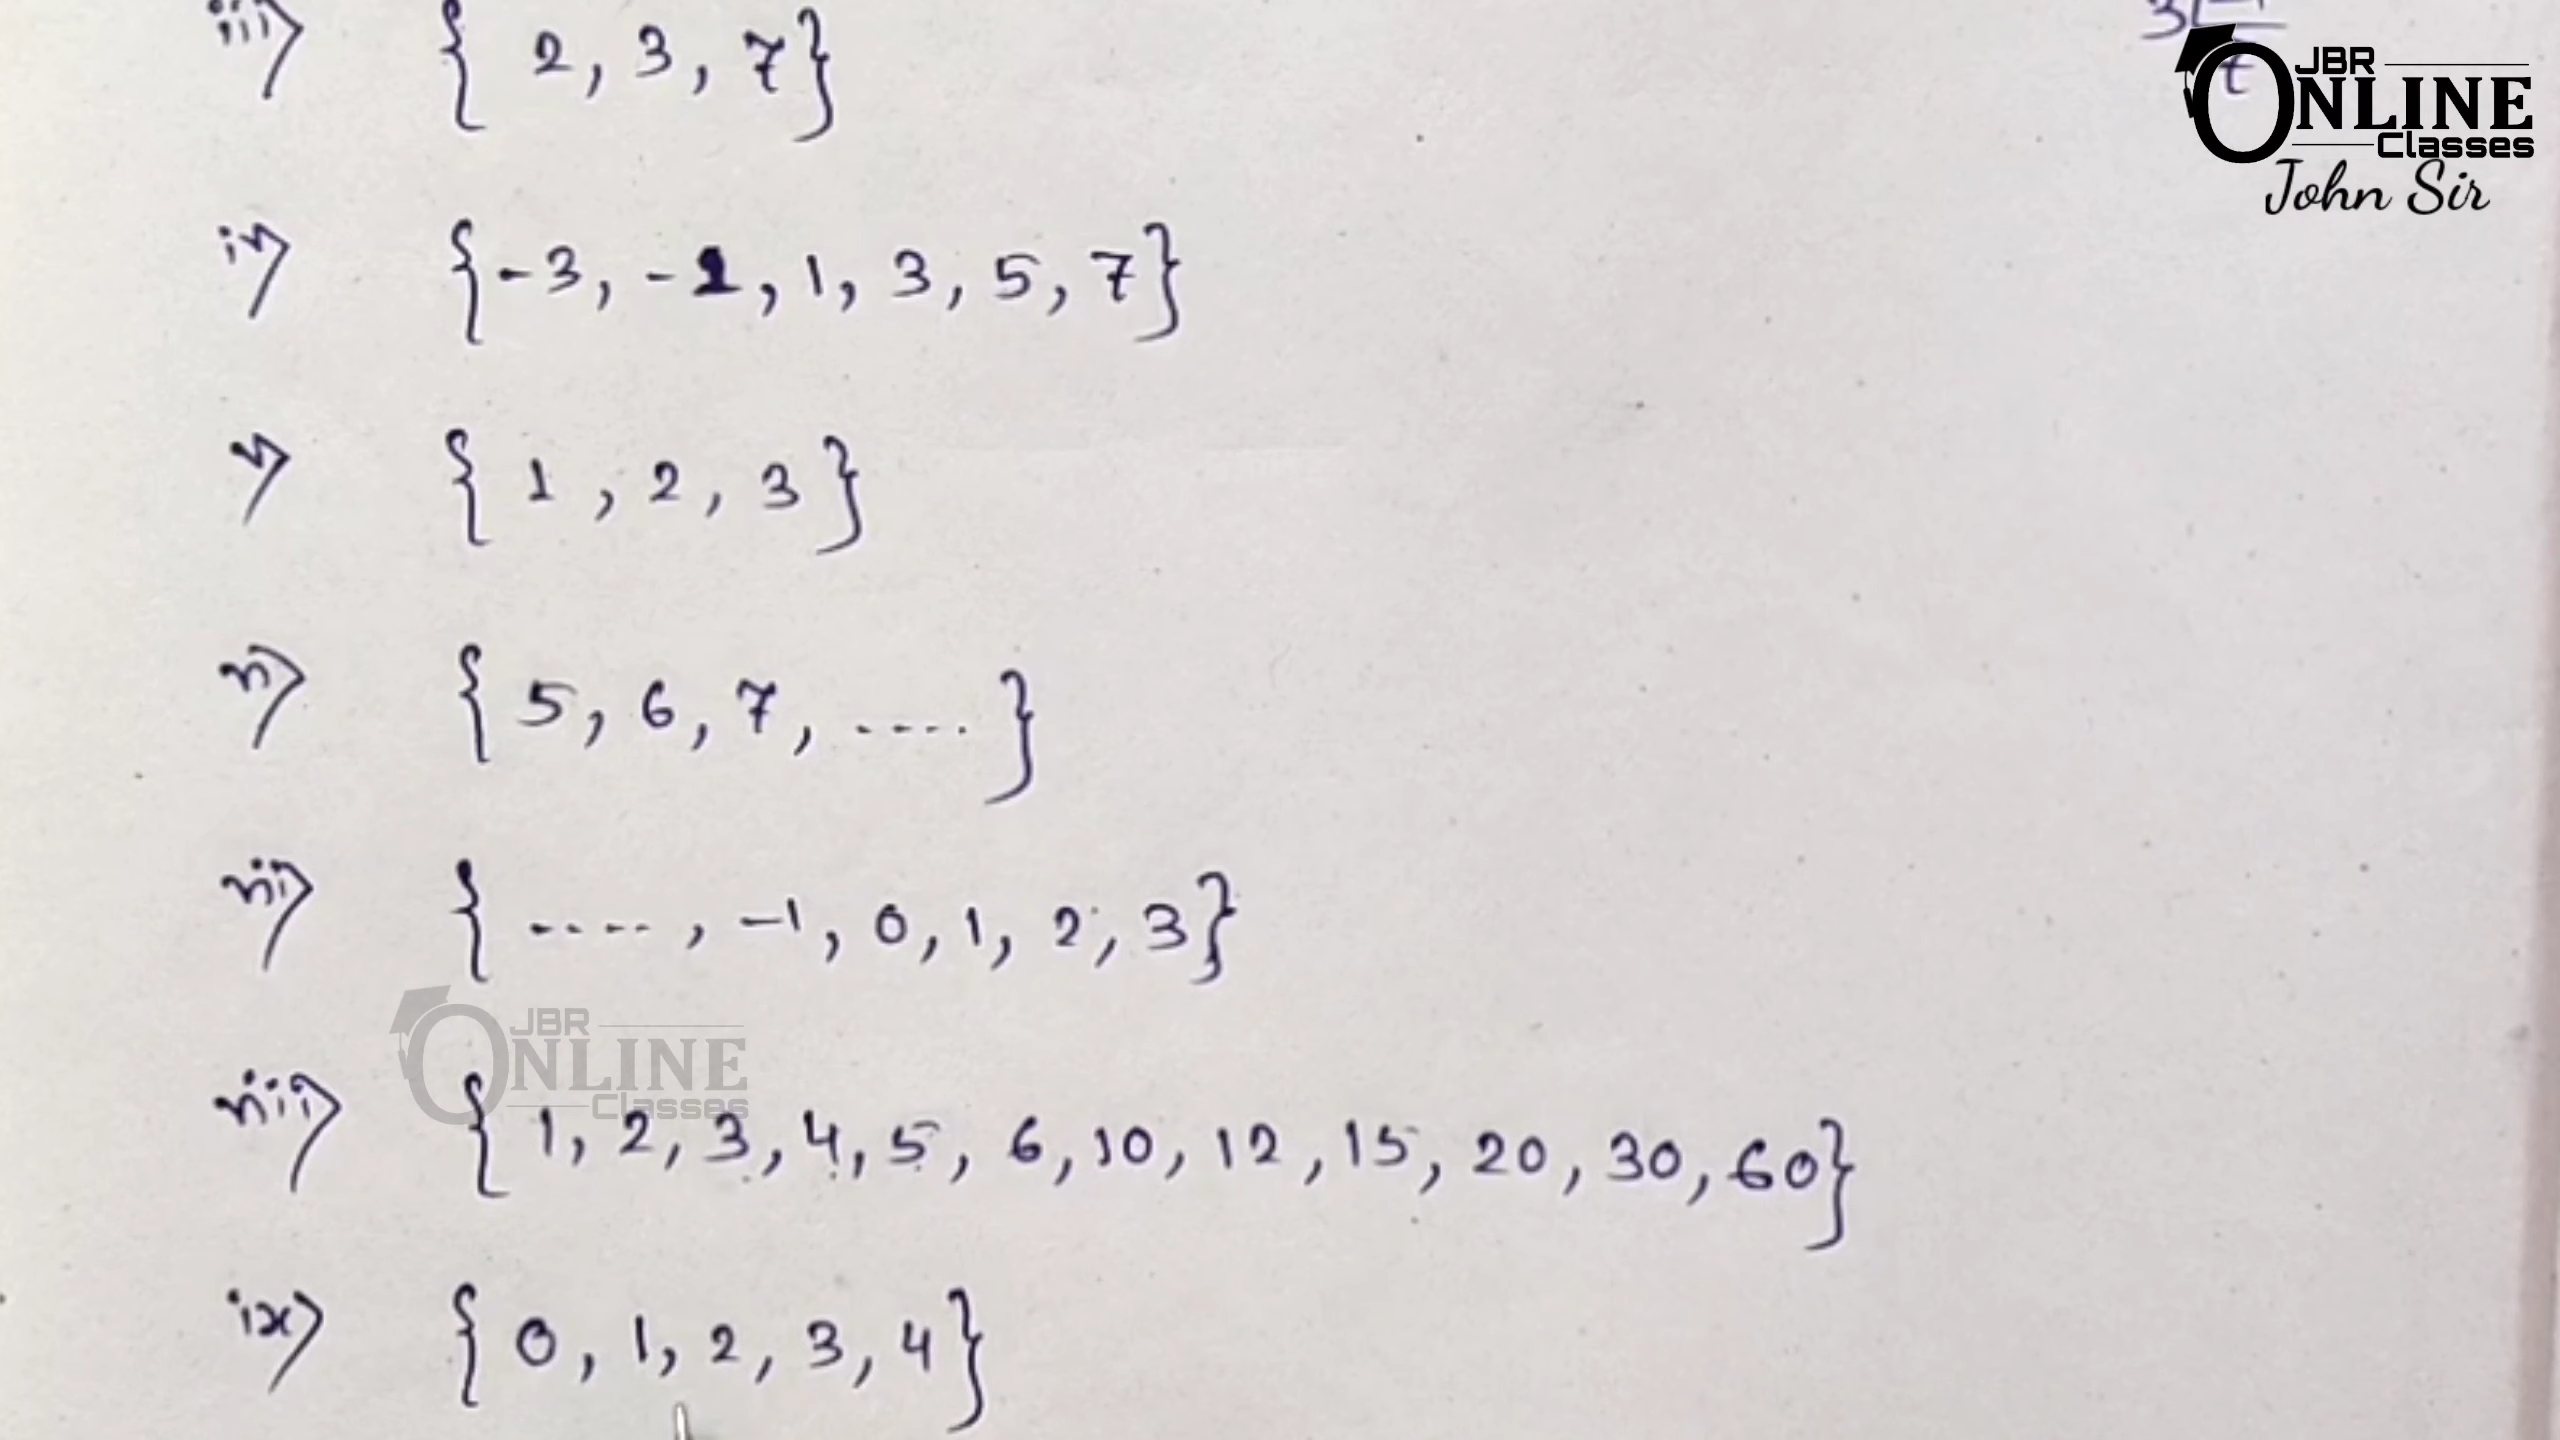 iii) { 2, 3, 7}
JBR
ONLINE
Classes
John Sir
iv) {-3, -1, 1, 3, 5, 7}
v) { 1, 2, 3}
vi) { 5, 6, 7, ....}
vii) { ...., -1, 0, 1, 2, 3}
JBR
ONLINE
Classes
viii) { 1, 2, 3, 4, 5, 6, 10, 12, 15, 20, 30, 60}
ix) { 0, 1, 2, 3, 4}